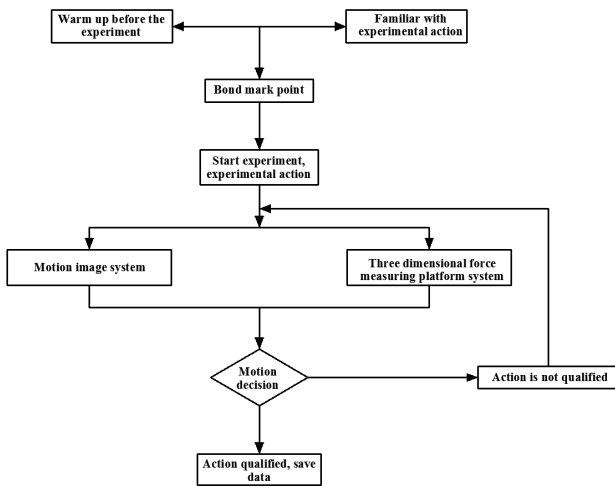 Warm up before the
experiment
Familiar with
experimental action
Bond mark point
Start experiment,
experimental action
Motion image system
Three dimensional force
measuring platform system
Motion
decision
Action is not qualified
Action qualified, save
data